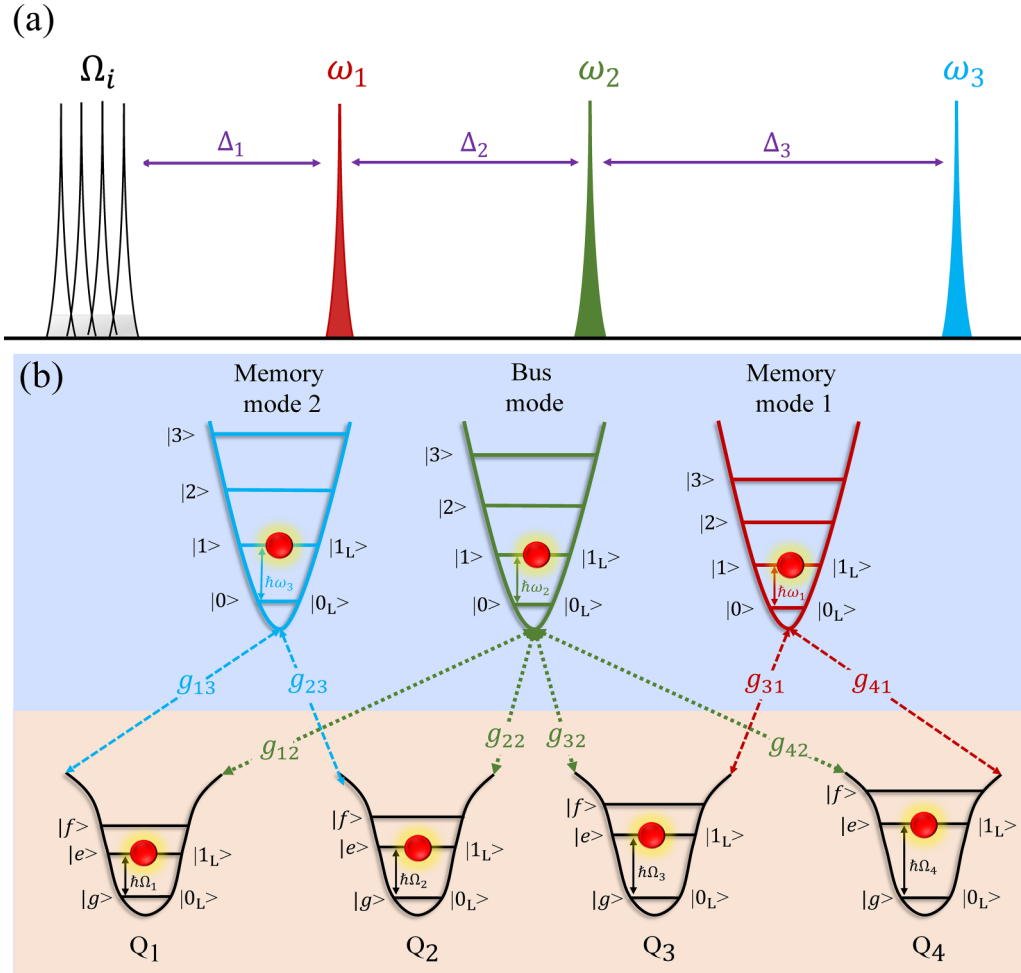 (a)
Ωᵢ
ω₁
ω₂
ω₃
Δ₁
Δ₂
Δ₃
(b)
Memory mode 2
Bus mode
Memory mode 1
|3>
|2>
|1>
|0>
|1L>
|0L>
ħω₃
|3>
|2>
|1>
|0>
|1L>
|0L>
ħω₂
|3>
|2>
|1>
|0>
|1L>
|0L>
ħω₁
g₁₃
g₂₃
g₁₂
g₂₂
g₃₂
g₄₂
g₃₁
g₄₁
|f>
|e>
|g>
|1L>
|0L>
ħΩ₁
Q₁
|f>
|e>
|g>
|1L>
|0L>
ħΩ₂
Q₂
|f>
|e>
|g>
|1L>
|0L>
ħΩ₃
Q₃
|f>
|e>
|g>
|1L>
|0L>
ħΩ₄
Q₄